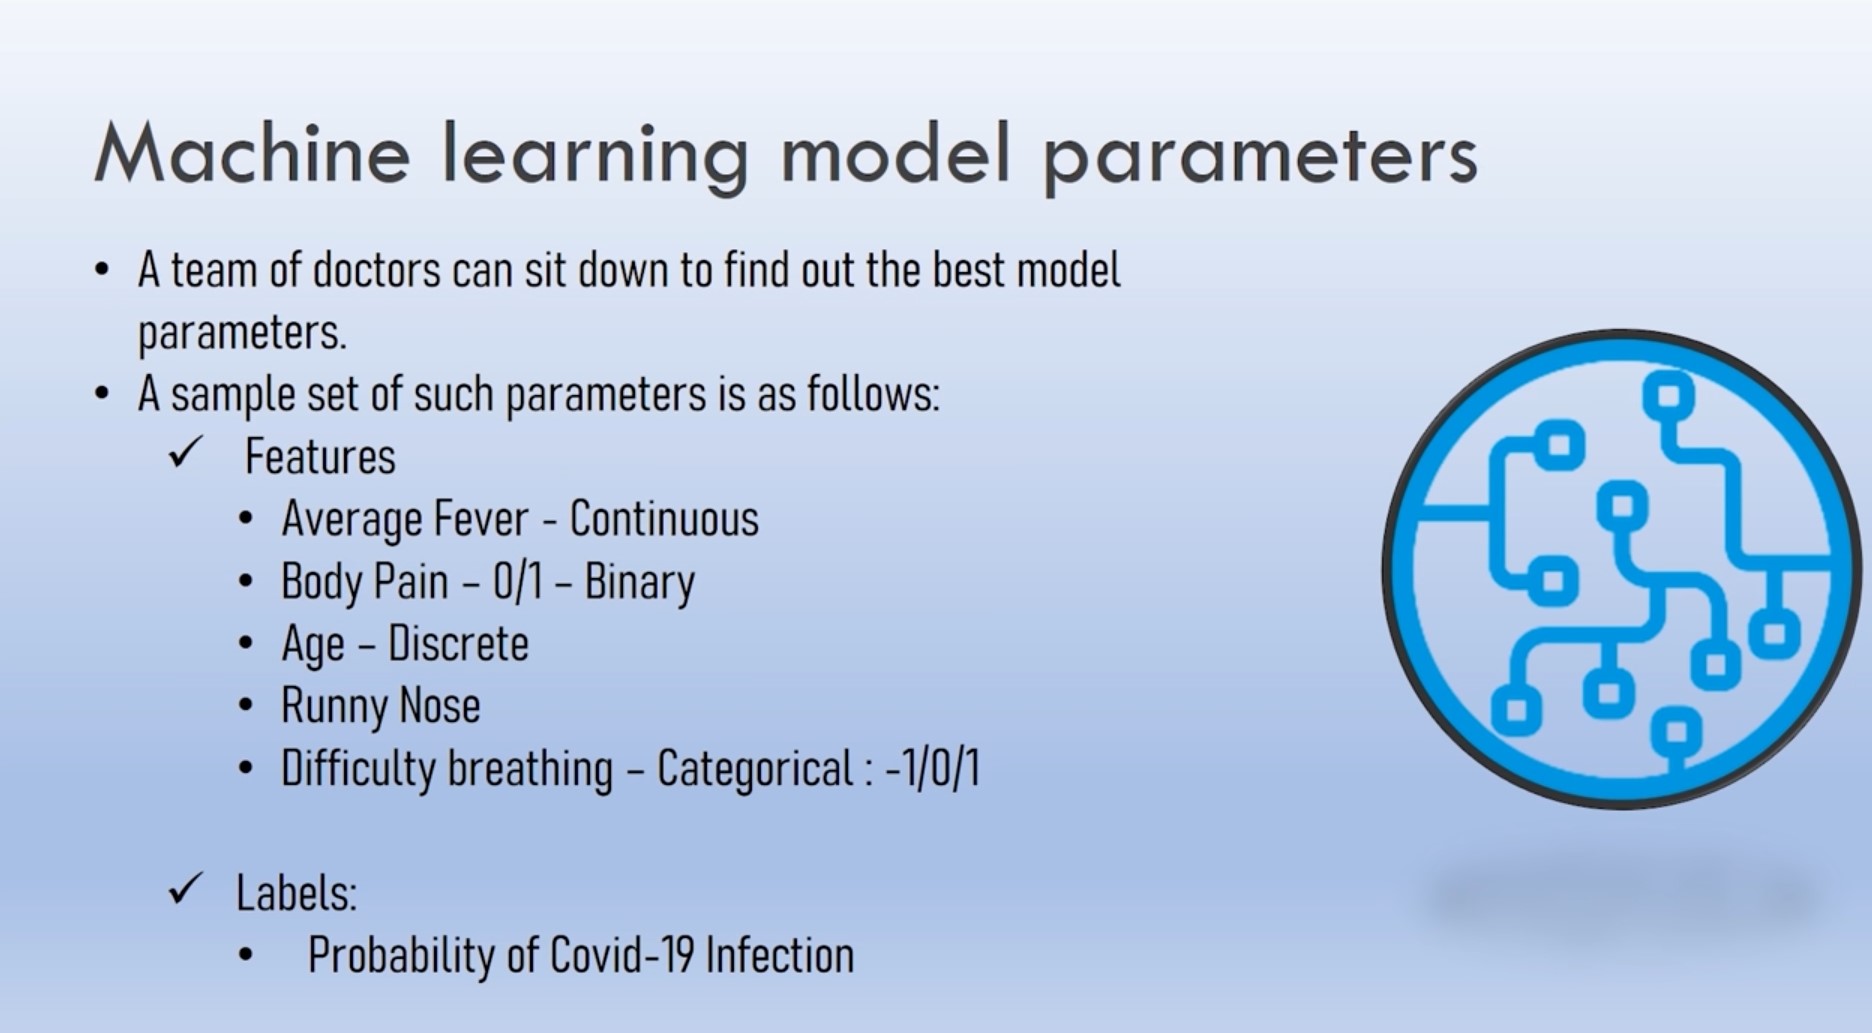 Machine learning model parameters
• A team of doctors can sit down to find out the best model
parameters.
• A sample set of such parameters is as follows:
✓ Features
• Average Fever - Continuous
• Body Pain – 0/1 – Binary
• Age – Discrete
• Runny Nose
• Difficulty breathing – Categorical : -1/0/1
✓ Labels:
• Probability of Covid-19 Infection